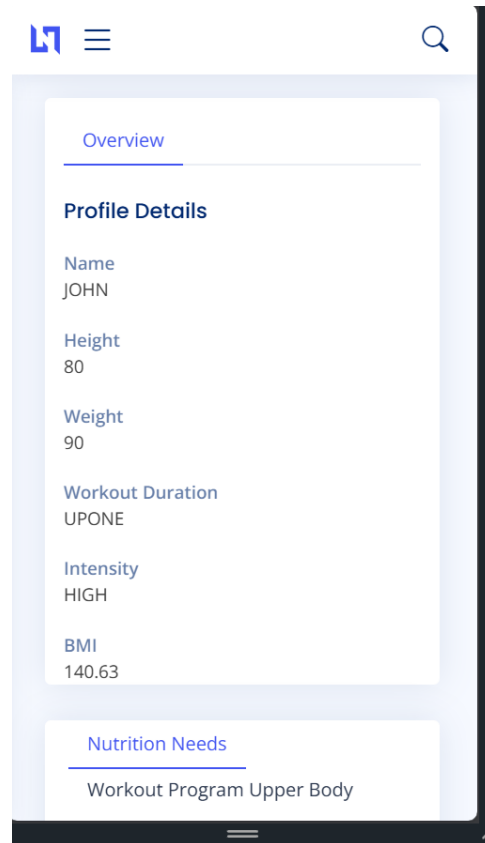 Overview
Profile Details
Name
JOHN
Height
80
Weight
90
Workout Duration
UPONE
Intensity
HIGH
BMI
140.63
Nutrition Needs
Workout Program Upper Body